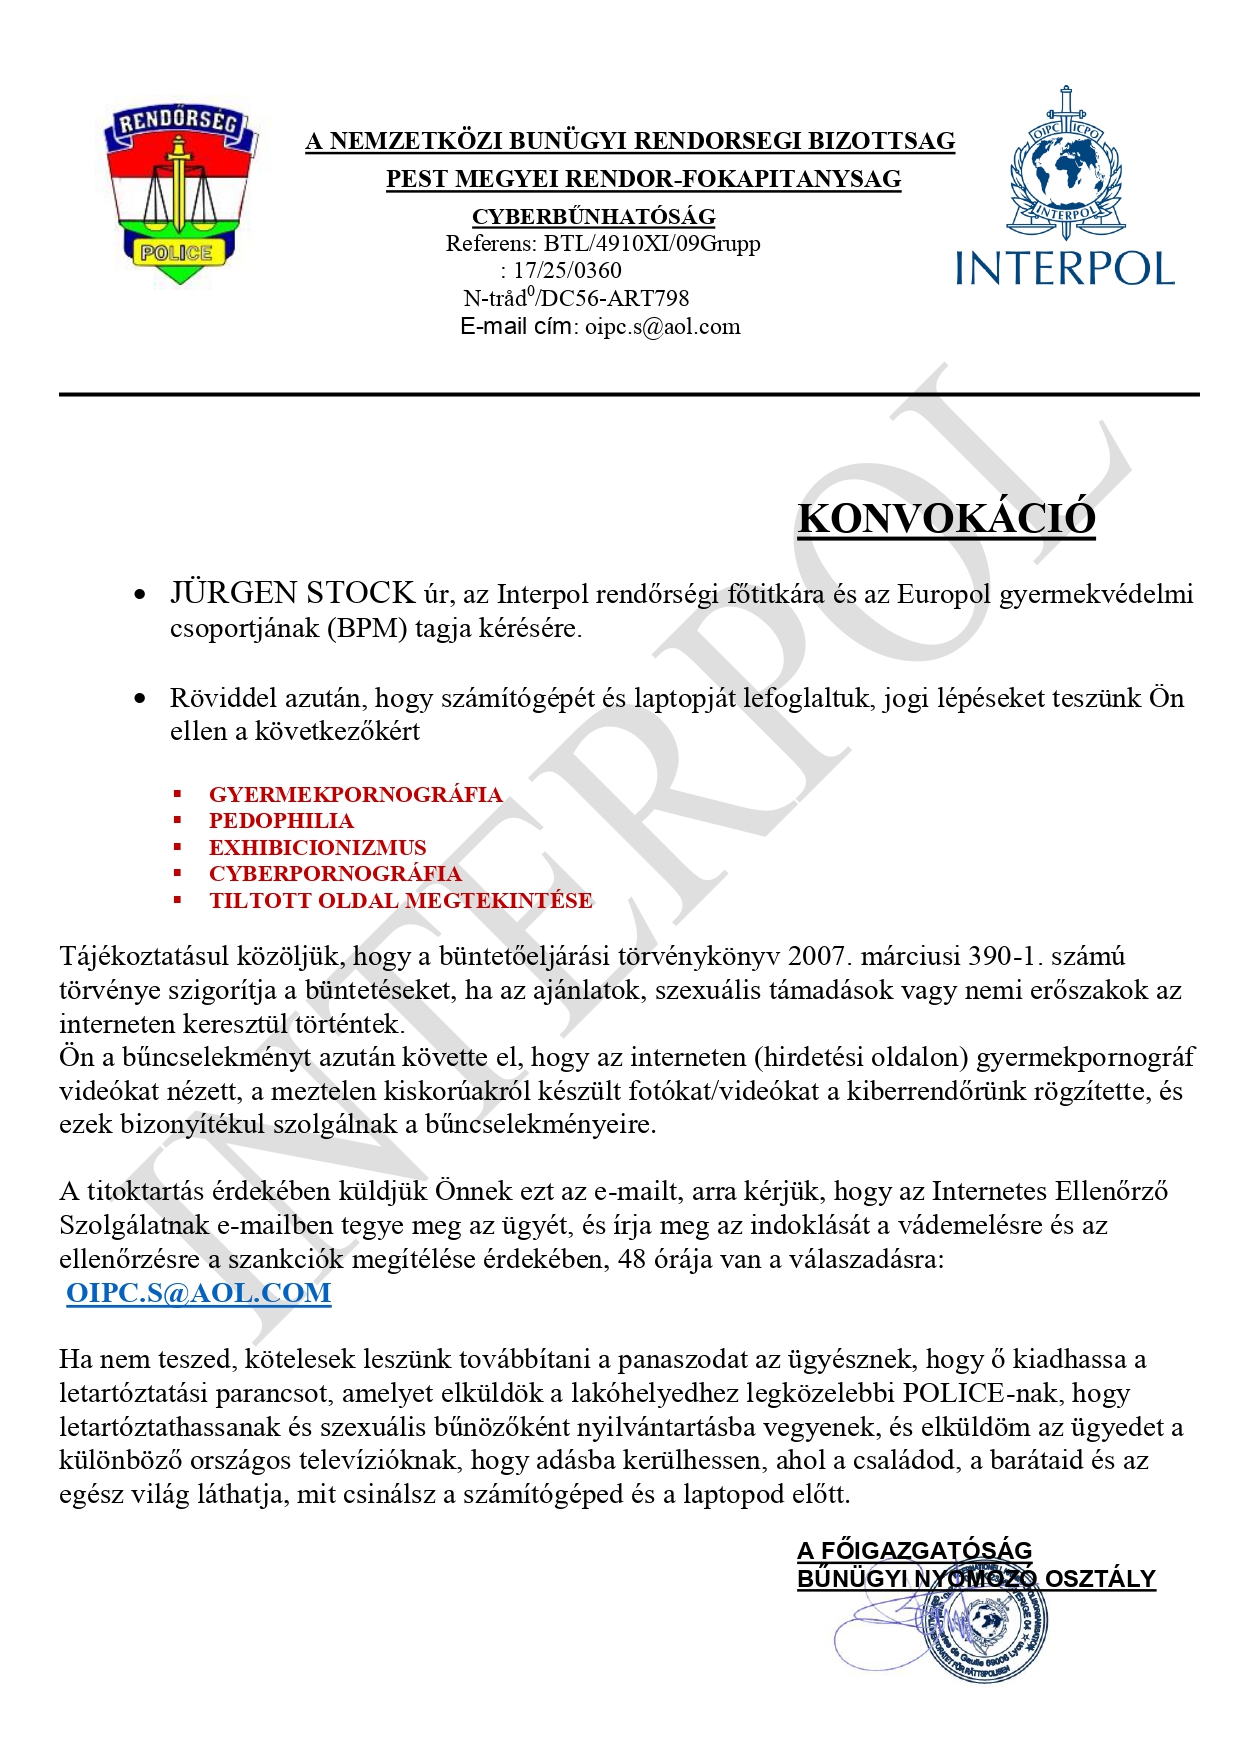 RENDŐRSÉG
POLICE
A NEMZETKÖZI BUNÜGYI RENDORSEGI BIZOTTSAG
PEST MEGYEI RENDOR-FOKAPITANYSAG
CYBERBŰNHATÓSÁG
Referens: BTL/4910XI/09Grupp
: 17/25/0360
N-tråd⁰/DC56-ART798
E-mail cím: oipc.s@aol.com
OIPC ICPO
INTERPOL
INTERPOL
INTERPOL
KONVOKÁCIÓ
• JÜRGEN STOCK úr, az Interpol rendőrségi főtitkára és az Europol gyermekvédelmi
csoportjának (BPM) tagja kérésére.
• Röviddel azután, hogy számítógépét és laptopját lefoglaltuk, jogi lépéseket teszünk Ön
ellen a következőkért
▪ GYERMEKPORNOGRÁFIA
▪ PEDOPHILIA
▪ EXHIBICIONIZMUS
▪ CYBERPORNOGRÁFIA
▪ TILTOTT OLDAL MEGTEKINTÉSE
Tájékoztatásul közöljük, hogy a büntetőeljárási törvénykönyv 2007. márciusi 390-1. számú
törvénye szigorítja a büntetéseket, ha az ajánlatok, szexuális támadások vagy nemi erőszakok az
interneten keresztül történtek.
Ön a bűncselekményt azután követte el, hogy az interneten (hirdetési oldalon) gyermekpornográf
videókat nézett, a meztelen kiskorúakról készült fotókat/videókat a kiberrendőrünk rögzítette, és
ezek bizonyítékul szolgálnak a bűncselekményeire.
A titoktartás érdekében küldjük Önnek ezt az e-mailt, arra kérjük, hogy az Internetes Ellenőrző
Szolgálatnak e-mailben tegye meg az ügyét, és írja meg az indoklását a vádemelésre és az
ellenőrzésre a szankciók megítélése érdekében, 48 órája van a válaszadásra:
OIPC.S@AOL.COM
Ha nem teszed, kötelesek leszünk továbbítani a panaszodat az ügyésznek, hogy ő kiadhassa a
letartóztatási parancsot, amelyet elküldök a lakóhelyedhez legközelebbi POLICE-nak, hogy
letartóztathassanak és szexuális bűnözőként nyilvántartásba vegyenek, és elküldöm az ügyedet a
különböző országos televízióknak, hogy adásba kerülhessen, ahol a családod, a barátaid és az
egész világ láthatja, mit csinálsz a számítógéped és a laptopod előtt.
A FŐIGAZGATÓSÁG
BŰNÜGYI NYOMOZÓ OSZTÁLY
de Gaulle 69006 Lyon
FÖR RÄTTSPOLISEN